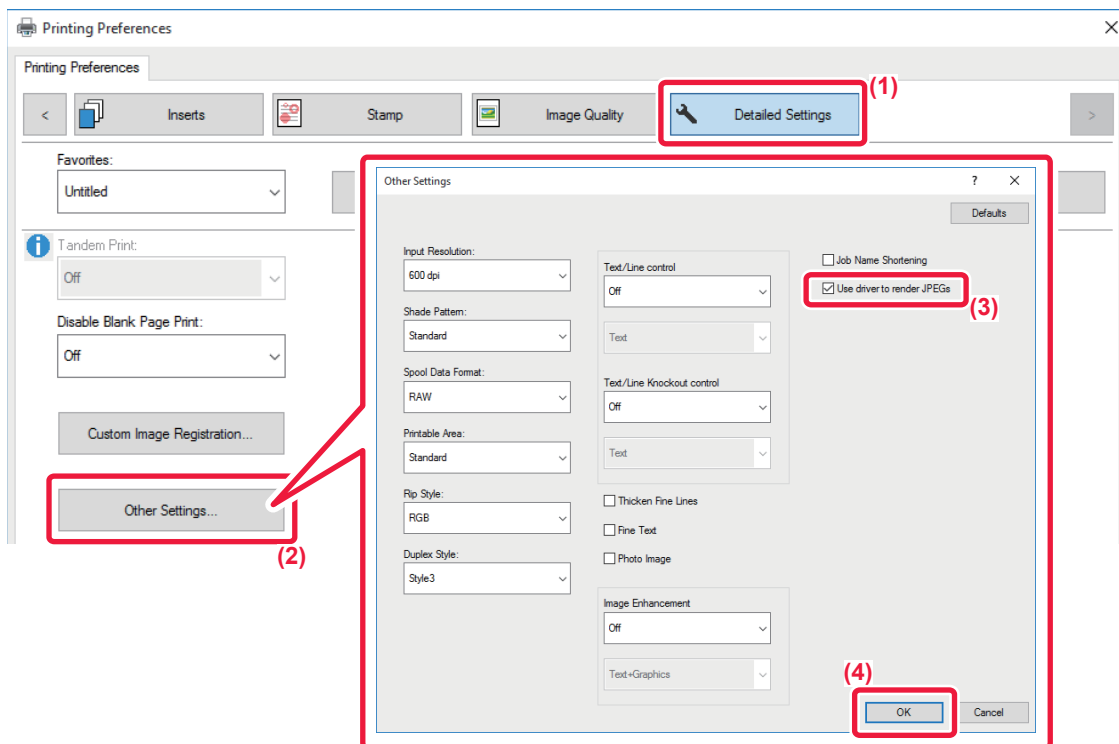 Printing Preferences
Printing Preferences
<
Inserts
Stamp
Image Quality
Detailed Settings
(1)
>
Favorites:
Untitled
Tandem Print:
Off
Disable Blank Page Print:
Off
Custom Image Registration...
Other Settings...
(2)
Other Settings
?
Defaults
Input Resolution:
600 dpi
Shade Pattern:
Standard
Spool Data Format:
RAW
Printable Area:
Standard
Rip Style:
RGB
Duplex Style:
Style3
Text/Line control
Off
Text
Text/Line Knockout control
Off
Text
Thicken Fine Lines
Fine Text
Photo Image
Image Enhancement
Off
Text+Graphics
Job Name Shortening
Use driver to render JPEGs
(3)
(4)
OK
Cancel